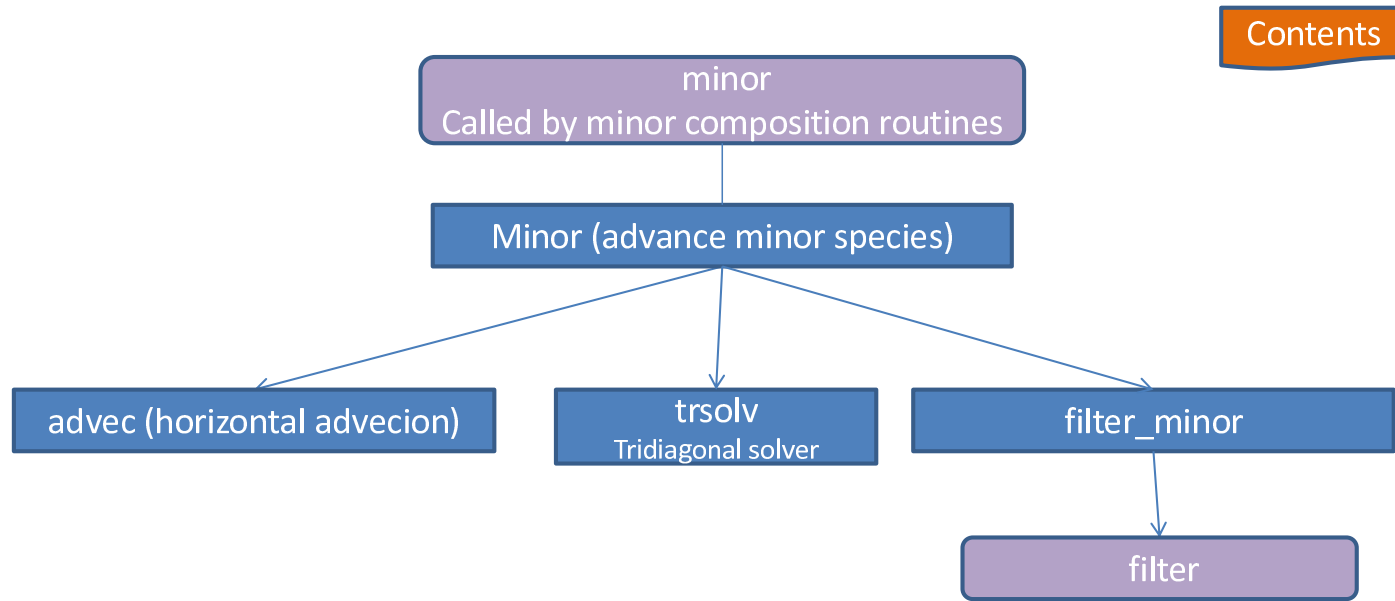 Contents
minor
Called by minor composition routines
Minor (advance minor species)
advec (horizontal advecion)
trsolv
Tridiagonal solver
filter_minor
filter